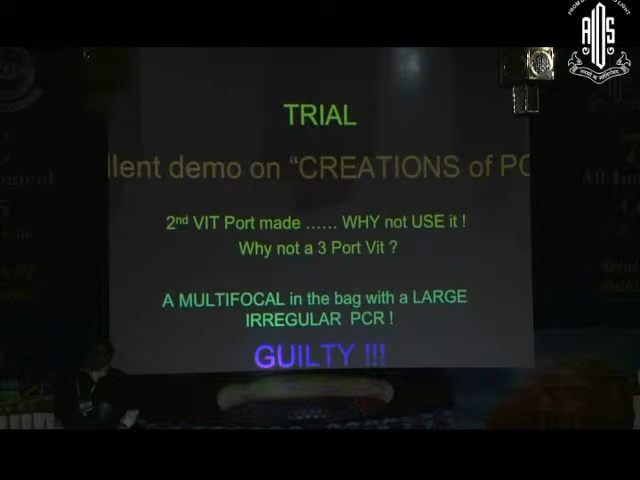 TRIAL
llent demo on “CREATIONS of PC
2nd VIT Port made ...... WHY not USE it !
Why not a 3 Port Vit ?
A MULTIFOCAL in the bag with a LARGE
IRREGULAR PCR !
GUILTY !!!